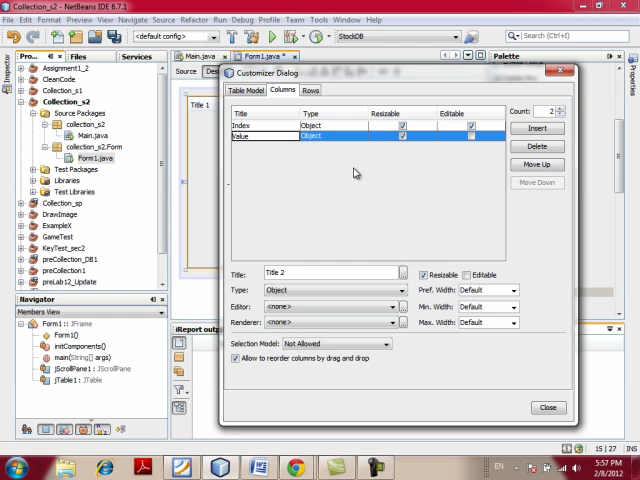 Collection_s2 - NetBeans IDE 6.7.1
File Edit View Navigate Source Refactor Run Debug Profile Team Tools Window Help
<default config>
StockDB
Search (Ctrl+I)
Inspector
Pro...
Files
Services
Main.java
Form1.java *
Palette
Properties
Source
Assignment1_2
CleanCode
Collection_s1
Collection_s2
Source Packages
collection_s2
Main.java
collection_s2.Form
Form1.java
Test Packages
Libraries
Test Libraries
Collection_sp
DrawImage
ExampleX
GameTest
KeyTest_sec2
preCollection_DB1
preCollection1
preLab12_Update
Title 1
Customizer Dialog
Table Model
Columns
Rows
Title
Type
Resizable
Editable
Index
Object
Value
Object
Count: 2
Insert
Delete
Move Up
Move Down
Title: Title 2
...
Resizable
Editable
Type: Object
Pref. Width: Default
Editor: <none>
...
Min. Width: Default
Renderer: <none>
...
Max. Width: Default
Selection Model: Not Allowed
Allow to reorder columns by drag and drop
Close
Navigator
Members View
Form1 :: JFrame
Form1()
initComponents()
main(String[] args)
jScrollPane1 : JScrollPane
jTable1 : JTable
iReport output
15 | 27
INS
EN
5:57 PM
2/8/2012